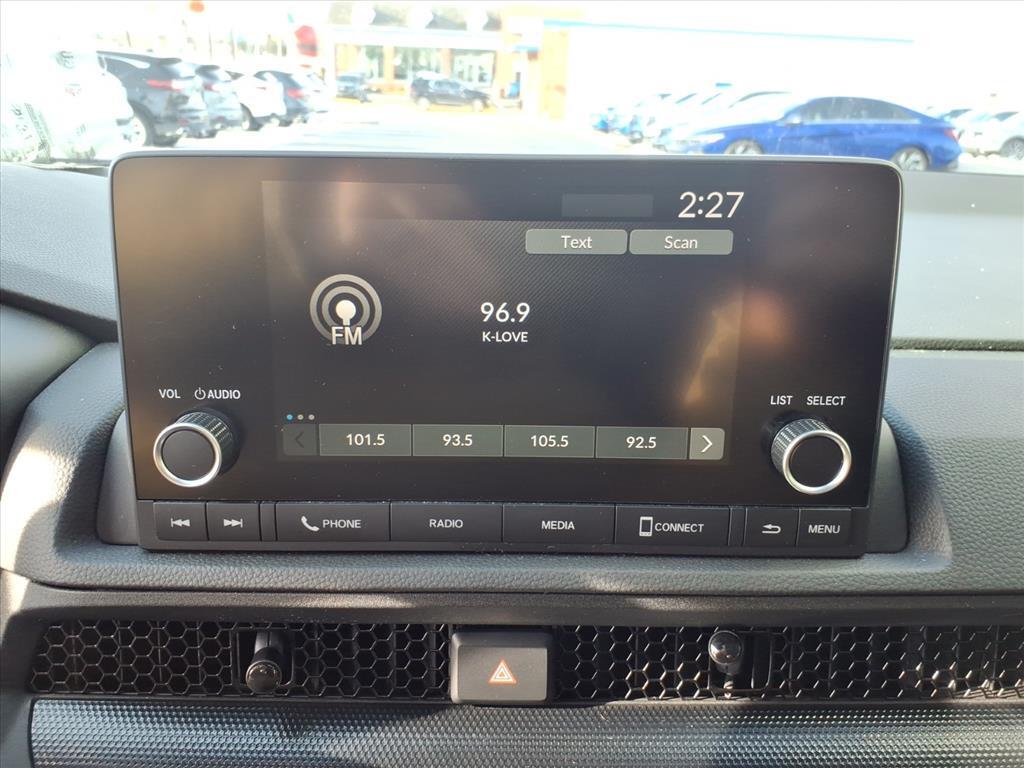 2:27
Text Scan
FM
96.9
K-LOVE
VOL AUDIO
LIST SELECT
101.5 93.5 105.5 92.5
PHONE RADIO MEDIA CONNECT MENU